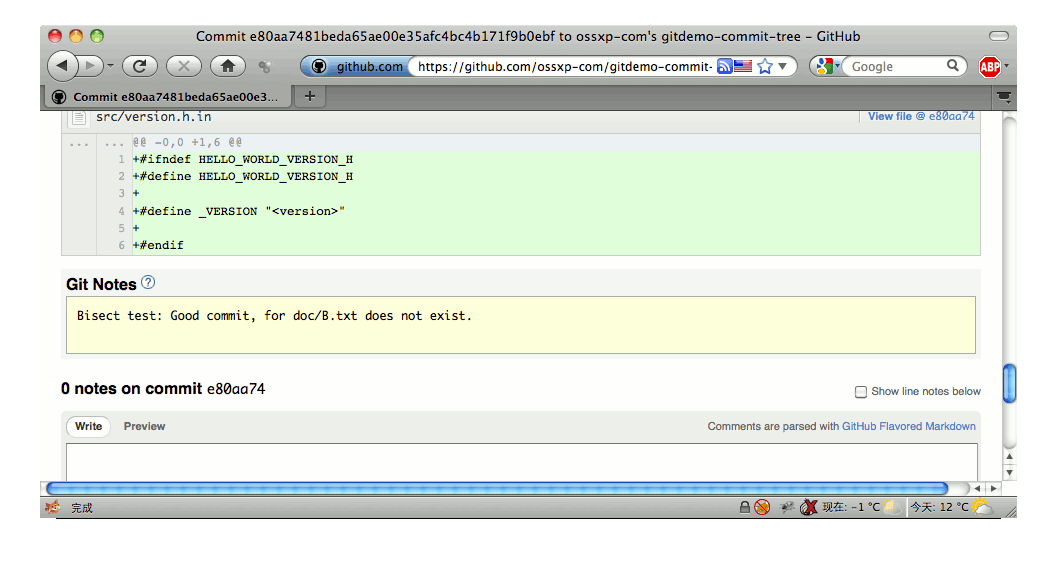 Commit e80aa7481beda65ae00e35afc4bc4b171f9b0ebf to ossxp-com's gitdemo-commit-tree – GitHub
github.com https://github.com/ossxp-com/gitdemo-commit- Google ABP
Commit e80aa7481beda65ae00e3... +
src/version.h.in View file @ e80aa74
... ... @@ -0,0 +1,6 @@
1 +#ifndef HELLO_WORLD_VERSION_H
2 +#define HELLO_WORLD_VERSION_H
3 +
4 +#define _VERSION "<version>"
5 +
6 +#endif
Git Notes ?
Bisect test: Good commit, for doc/B.txt does not exist.
0 notes on commit e80aa74 Show line notes below
Write Preview Comments are parsed with GitHub Flavored Markdown
完成 现在: -1 °C 今天: 12 °C